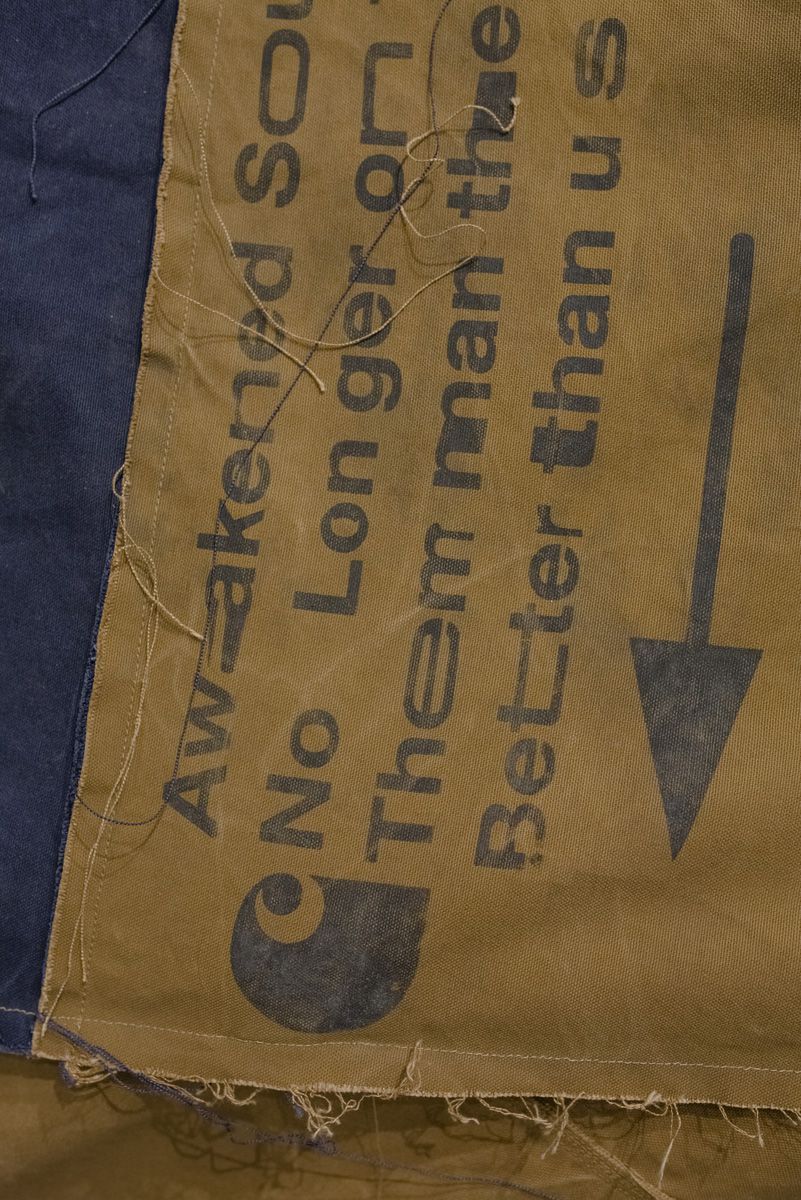 Awakened Sou
No Longer on
Them man the
Better than us